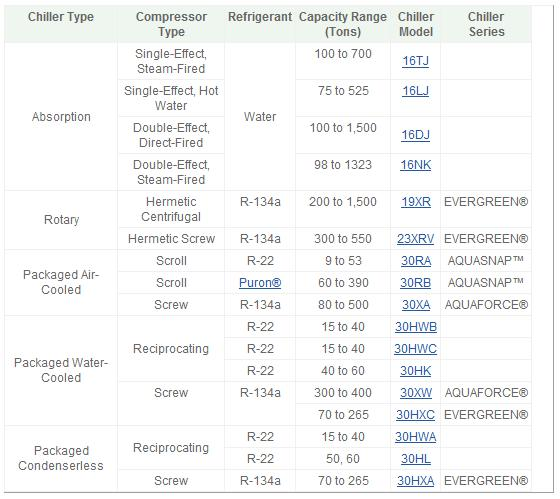 Chiller Type Compressor Type Refrigerant Capacity Range (Tons) Chiller Model Chiller Series
Absorption Single-Effect, Steam-Fired Water 100 to 700 16TJ
Single-Effect, Hot Water 75 to 525 16LJ
Double-Effect, Direct-Fired 100 to 1,500 16DJ
Double-Effect, Steam-Fired 98 to 1323 16NK
Rotary Hermetic Centrifugal R-134a 200 to 1,500 19XR EVERGREEN®
Hermetic Screw R-134a 300 to 550 23XRV EVERGREEN®
Packaged Air-Cooled Scroll R-22 9 to 53 30RA AQUASNAP™
Scroll Puron® 60 to 390 30RB AQUASNAP™
Screw R-134a 80 to 500 30XA AQUAFORCE®
Packaged Water-Cooled Reciprocating R-22 15 to 40 30HWB
R-22 15 to 40 30HWC
R-22 40 to 60 30HK
Screw R-134a 300 to 400 30XW AQUAFORCE®
70 to 265 30HXC EVERGREEN®
Packaged Condenserless Reciprocating R-22 15 to 40 30HWA
R-22 50, 60 30HL
Screw R-134a 70 to 265 30HXA EVERGREEN®